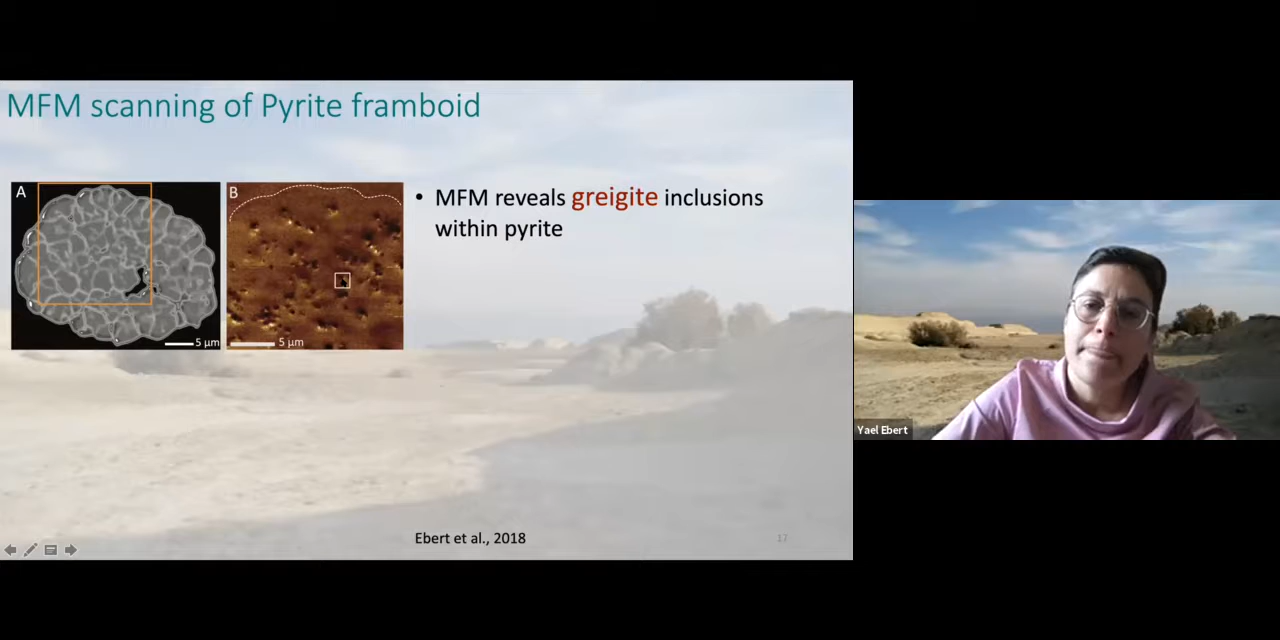 MFM scanning of Pyrite framboid
A
B
5 μm
5 μm
• MFM reveals greigite inclusions
within pyrite
Yael Ebert
Ebert et al., 2018
17